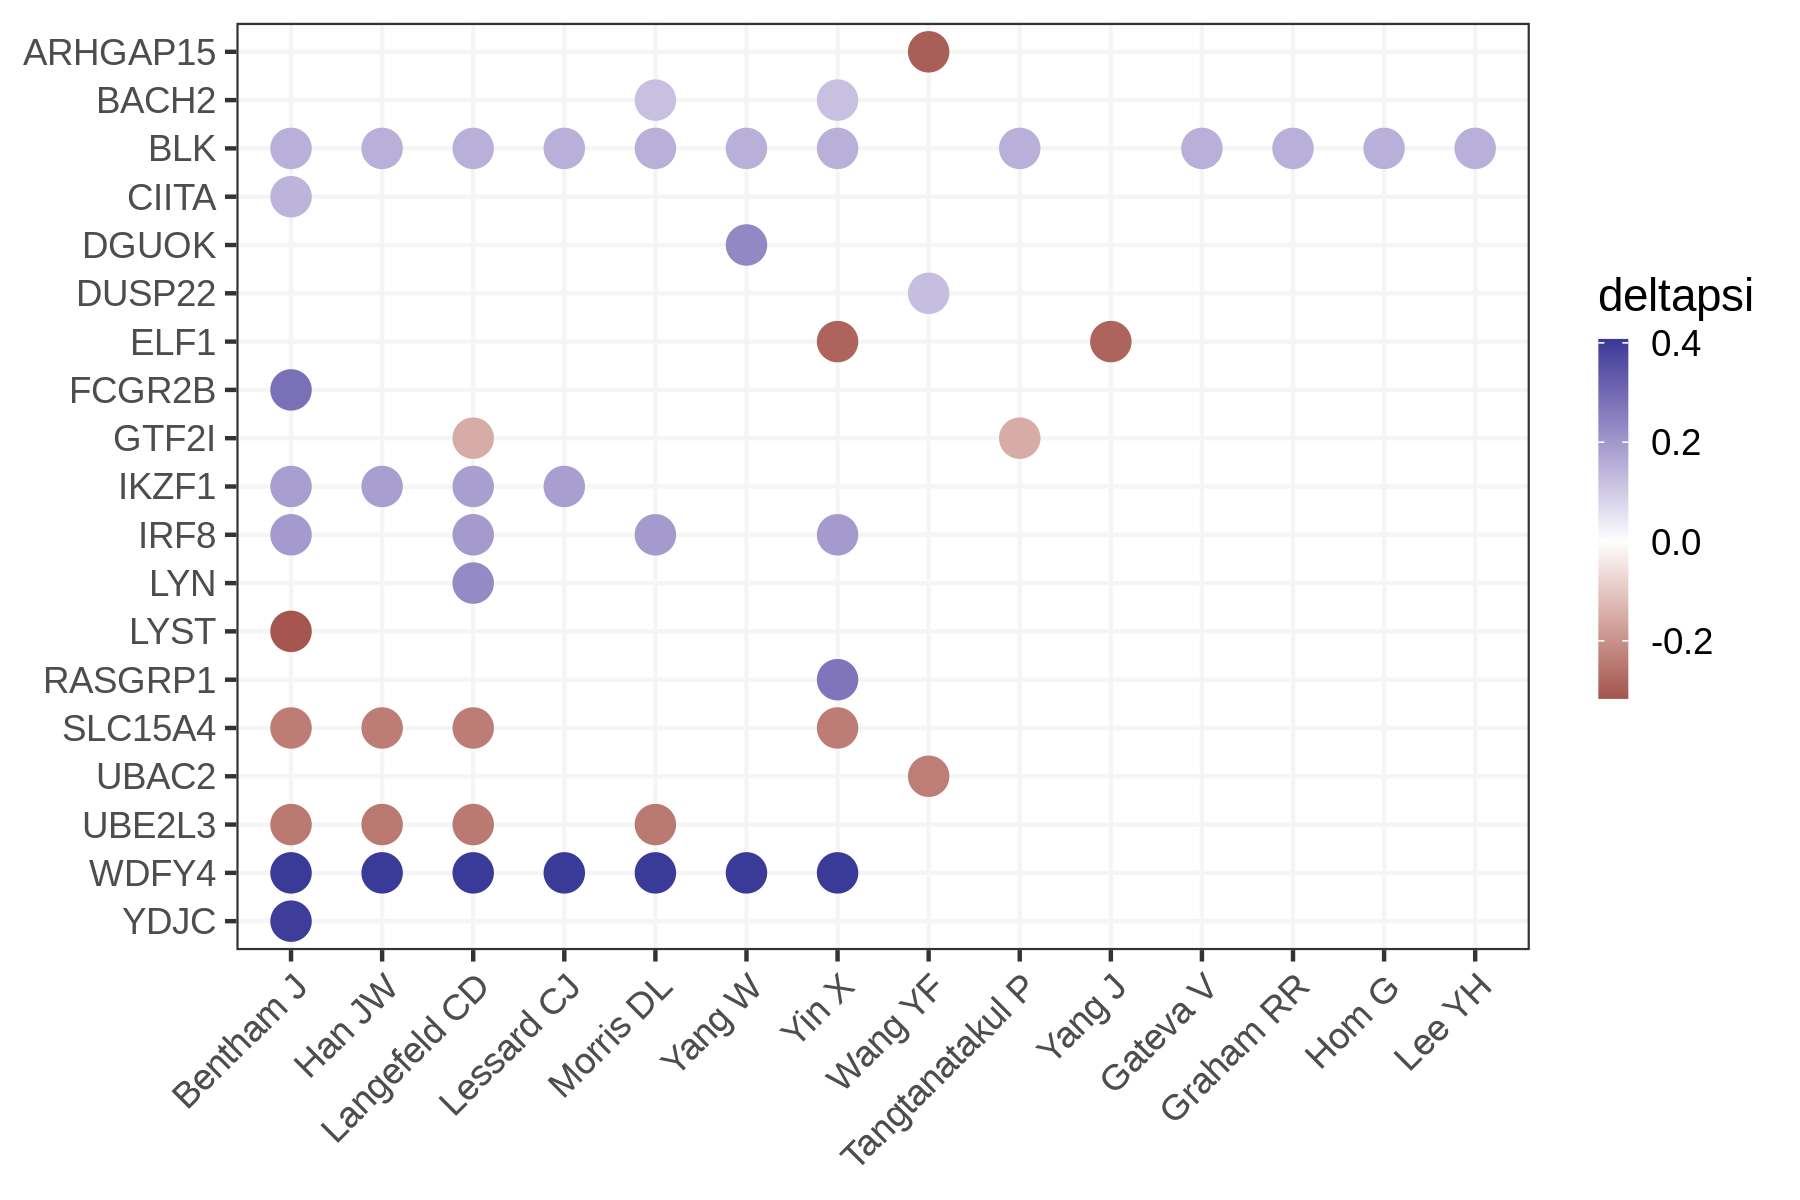 ARHGAP15
BACH2
BLK
CIITA
DGUOK
DUSP22
ELF1
FCGR2B
GTF2I
IKZF1
IRF8
LYN
LYST
RASGRP1
SLC15A4
UBAC2
UBE2L3
WDFY4
YDJC
Bentham J
Han JW
Langefeld CD
Lessard CJ
Morris DL
Yang W
Yin X
Wang YF
Tangtanatakul P
Yang J
Gateva V
Graham RR
Hom G
Lee YH
deltapsi
0.4
0.2
0.0
-0.2